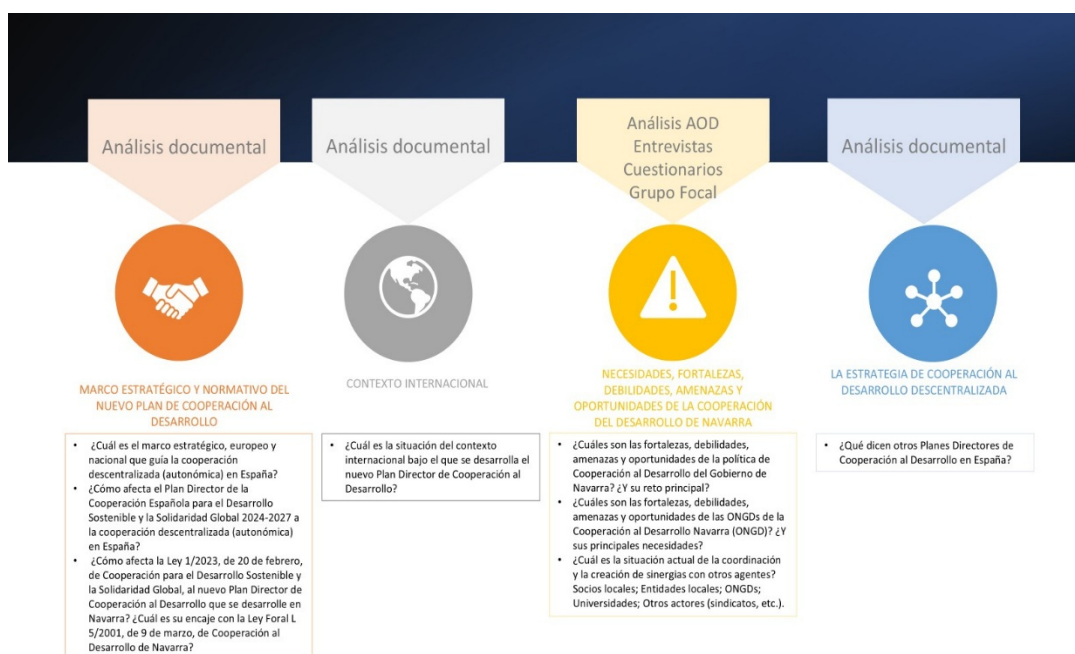 Análisis documental
Análisis documental
Análisis AOD
Entrevistas
Cuestionarios
Grupo Focal
Análisis documental
MARCO ESTRATÉGICO Y NORMATIVO DEL
NUEVO PLAN DE COOPERACIÓN AL
DESARROLLO
• ¿Cuál es el marco estratégico, europeo y
nacional que guía la cooperación
descentralizada (autonómica) en España?
• ¿Cómo afecta el Plan Director de la
Cooperación Española para el Desarrollo
Sostenible y la Solidaridad Global 2024-2027 a
la cooperación descentralizada (autonómica)
en España?
• ¿Cómo afecta la Ley 1/2023, de 20 de febrero,
de Cooperación para el Desarrollo Sostenible y
la Solidaridad Global, al nuevo Plan Director de
Cooperación al Desarrollo que se desarrolle en
Navarra? ¿Cuál es su encaje con la Ley Foral L
5/2001, de 9 de marzo, de Cooperación al
Desarrollo de Navarra?
CONTEXTO INTERNACIONAL
• ¿Cuál es la situación del contexto
internacional bajo el que se desarrolla el
nuevo Plan Director de Cooperación al
Desarrollo?
NECESIDADES, FORTALEZAS,
DEBILIDADES, AMENAZAS Y
OPORTUNIDADES DE LA COOPERACIÓN
DEL DESARROLLO DE NAVARRA
• ¿Cuáles son las fortalezas, debilidades,
amenazas y oportunidades de la política de
Cooperación al Desarrollo del Gobierno de
Navarra? ¿Y su reto principal?
• ¿Cuáles son las fortalezas, debilidades,
amenazas y oportunidades de las ONGDs de la
Cooperación al Desarrollo Navarra (ONGD)? ¿Y
sus principales necesidades?
• ¿Cuál es la situación actual de la coordinación
y la creación de sinergias con otros agentes?
Socios locales; Entidades locales; ONGDs;
Universidades; Otros actores (sindicatos, etc.).
LA ESTRATEGIA DE COOPERACIÓN AL
DESARROLLO DESCENTRALIZADA
• ¿Qué dicen otros Planes Directores de
Cooperación al Desarrollo en España?